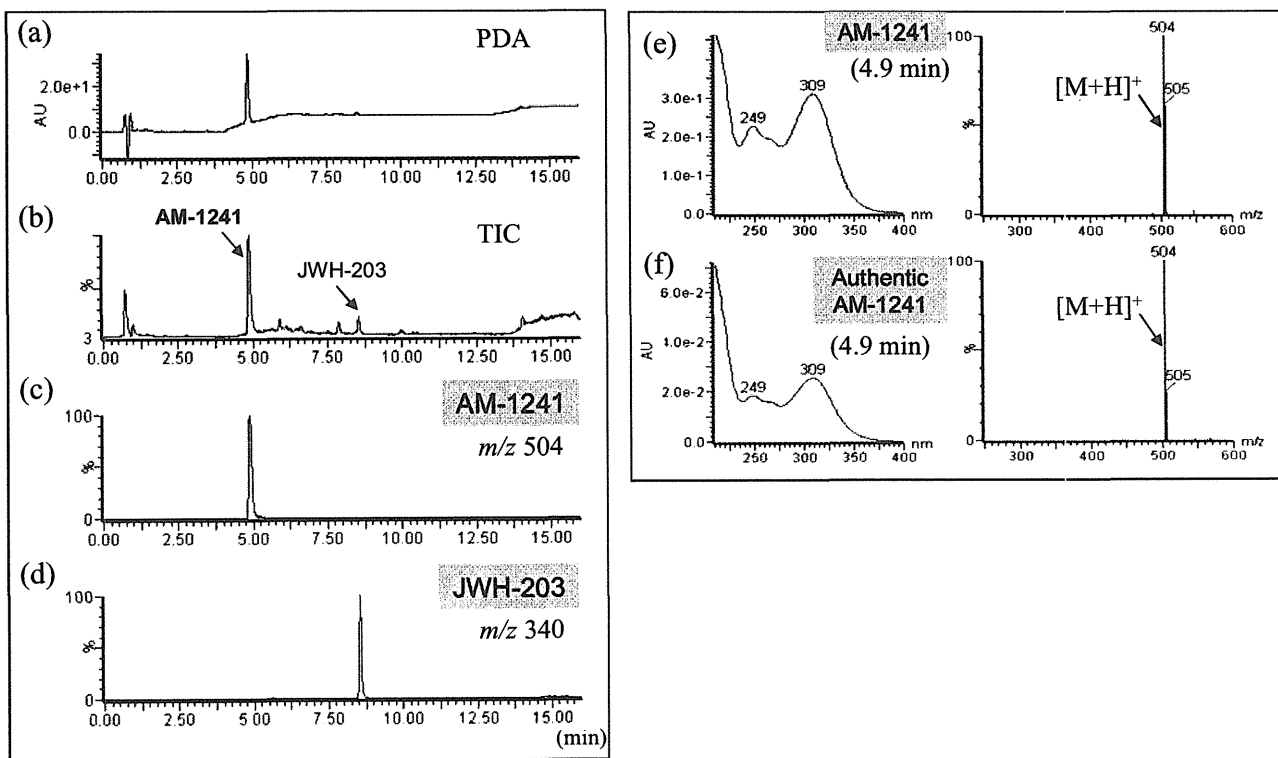 (a)
PDA
2.0e+1
AU
0.0
0.00 2.50 5.00 7.50 10.00 12.50 15.00
(b)
AM-1241
TIC
JWH-203
%
3
0.00 2.50 5.00 7.50 10.00 12.50 15.00
(c)
100
AM-1241
m/z 504
%
0
0.00 2.50 5.00 7.50 10.00 12.50 15.00
(d)
100
JWH-203
m/z 340
%
0
0.00 2.50 5.00 7.50 10.00 12.50 15.00
(min)
(e)
AM-1241
(4.9 min)
309
249
3.0e-1
AU
2.0e-1
1.0e-1
0.0
250 300 350 400 nm
504
100
505
[M+H]+
%
0
300 400 500 600 m/z
(f)
Authentic
AM-1241
(4.9 min)
6.0e-2
AU
4.0e-2
249
309
2.0e-2
0.0
250 300 350 400 nm
504
100
[M+H]+
505
%
0
300 400 500 600 m/z